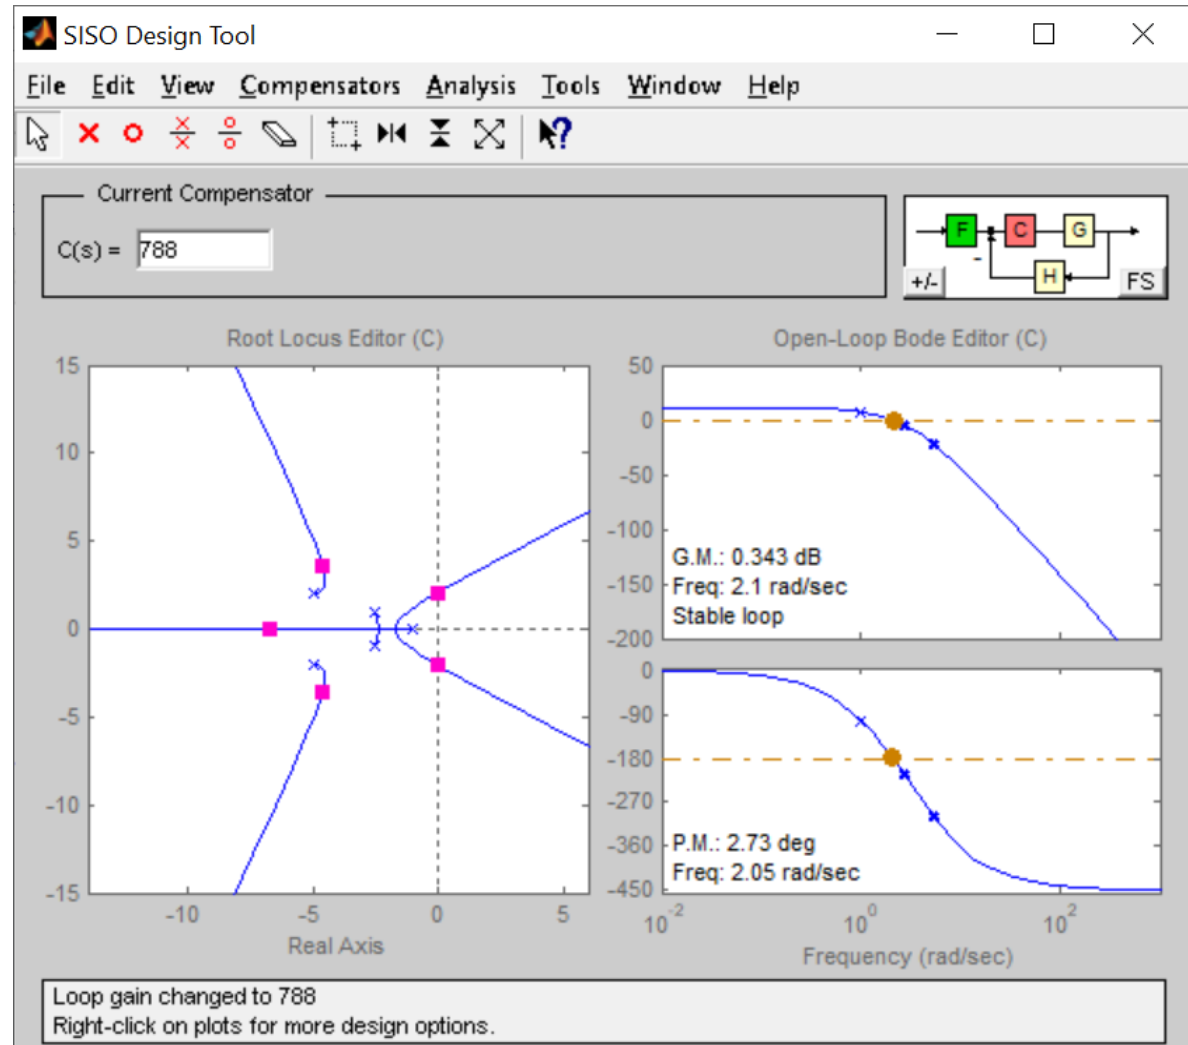 SISO Design Tool
File Edit View Compensators Analysis Tools Window Help
Current Compensator
C(s) = 788
F C G
-
H
+/- FS
Root Locus Editor (C)
15
10
5
0
-5
-10
-15
-10 -5 0 5
Real Axis
Open-Loop Bode Editor (C)
50
0
-50
-100
-150
-200
G.M.: 0.343 dB
Freq: 2.1 rad/sec
Stable loop
0
-90
-180
-270
-360
-450
P.M.: 2.73 deg
Freq: 2.05 rad/sec
10^-2 10^0 10^2
Frequency (rad/sec)
Loop gain changed to 788
Right-click on plots for more design options.